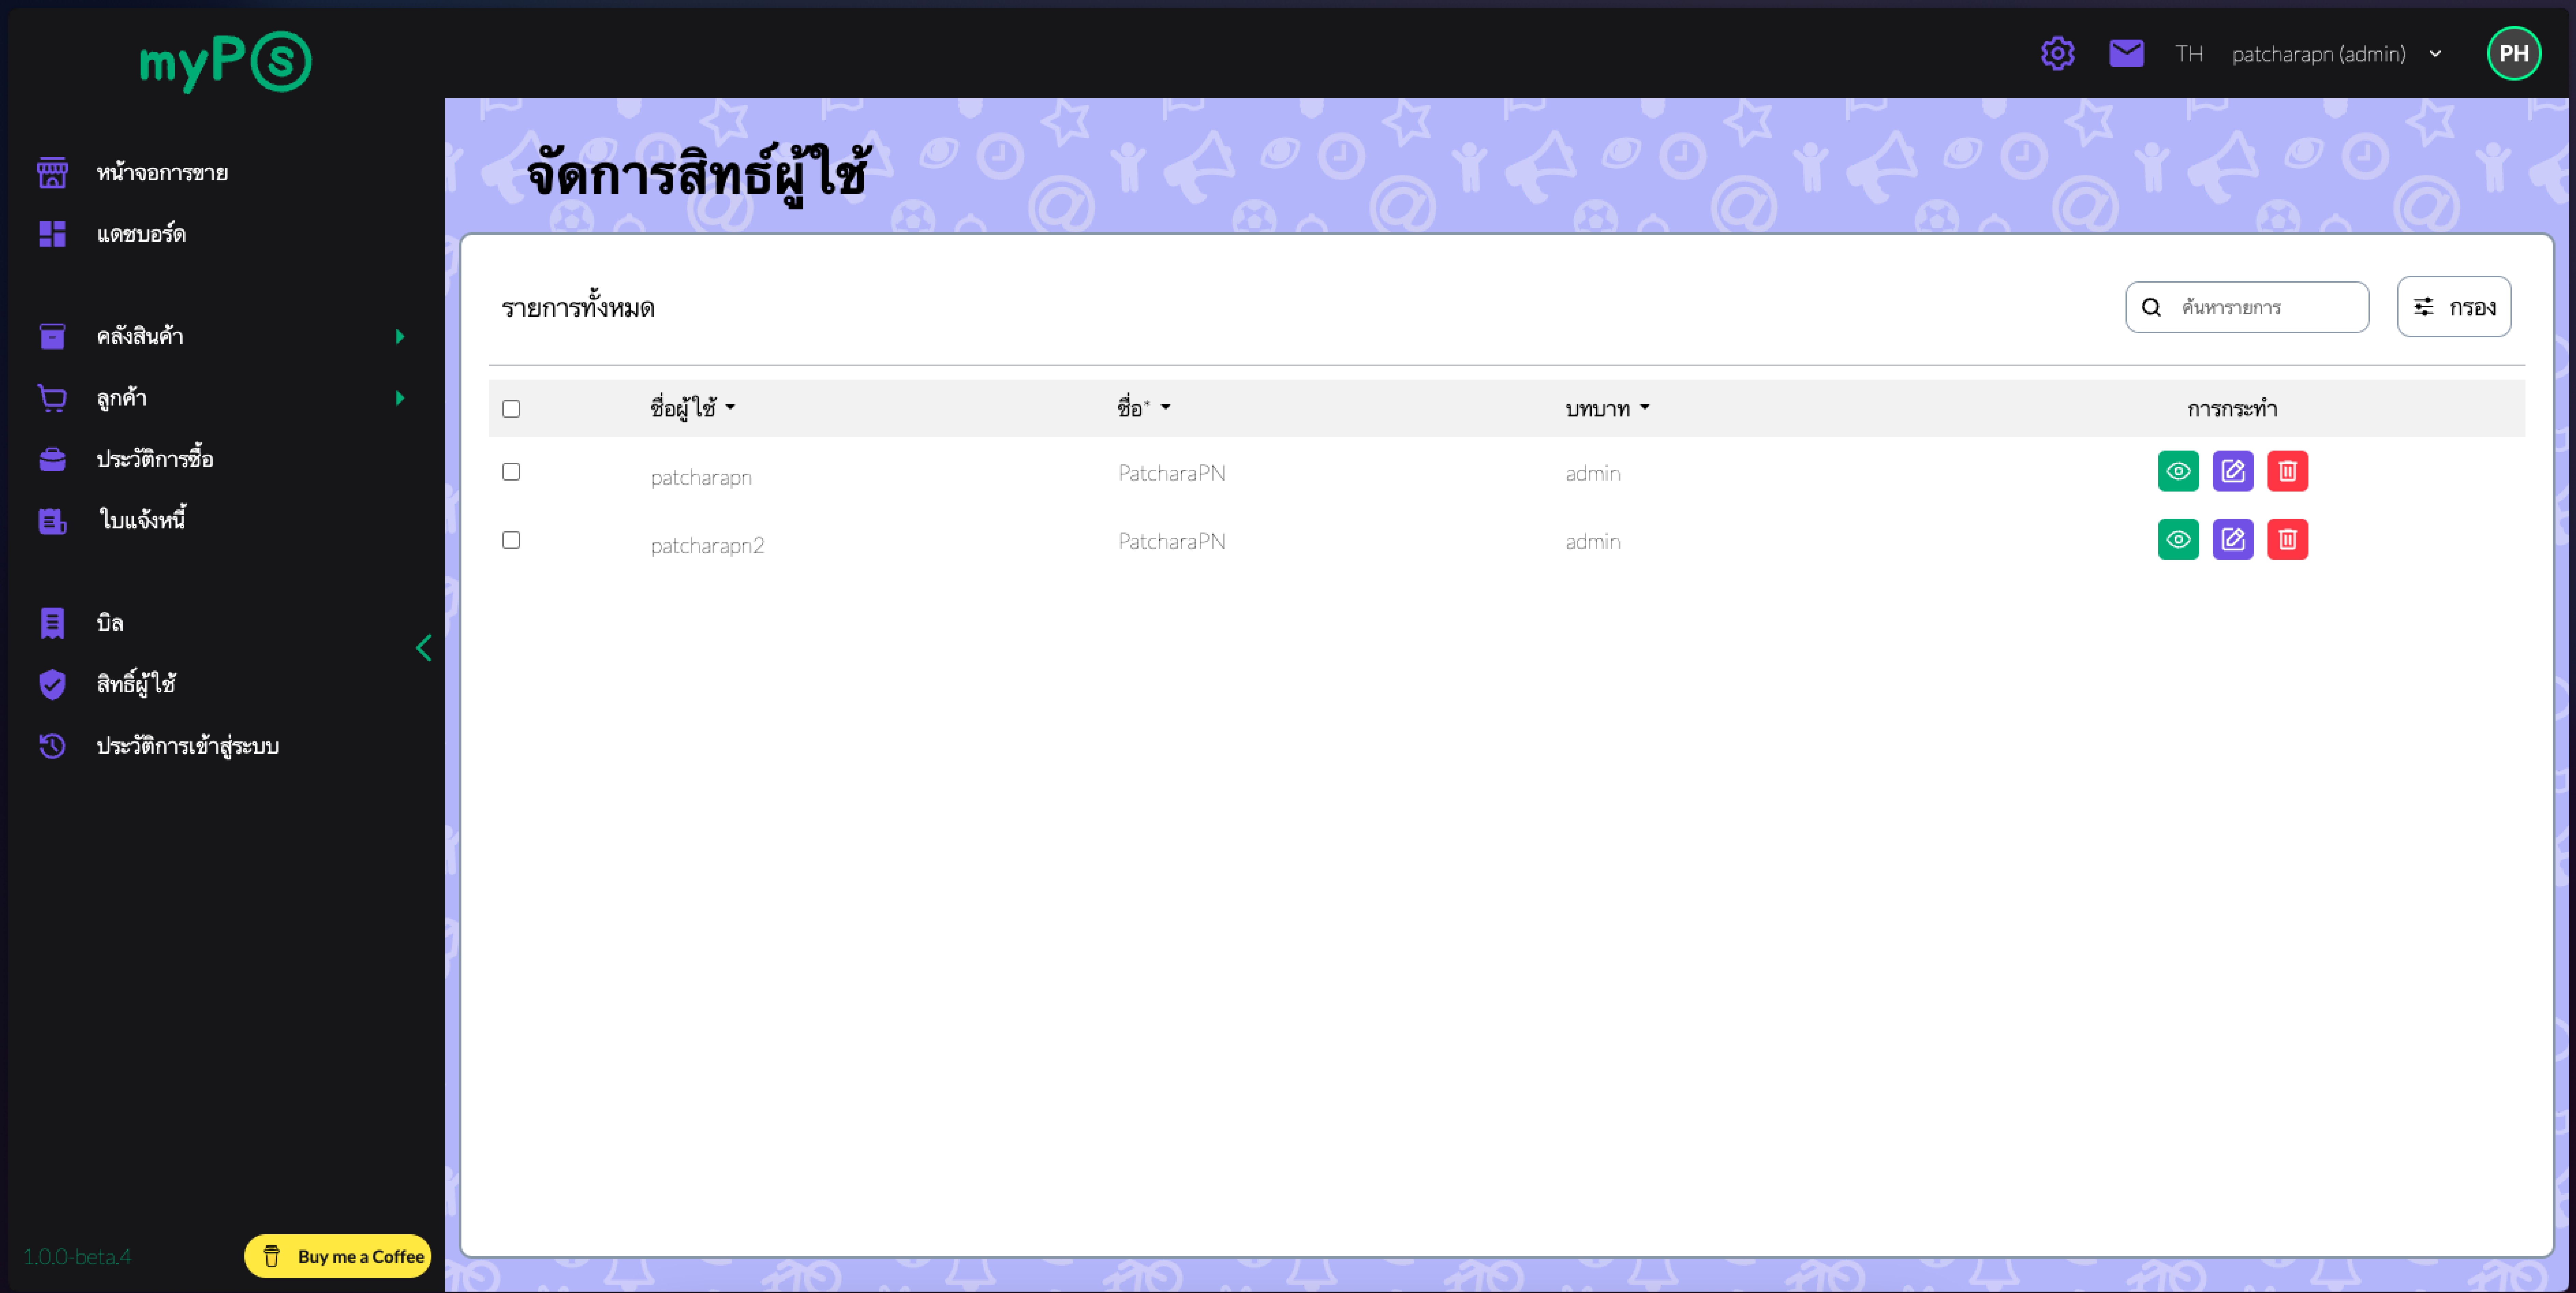 myPⓈ
TH patcharapn (admin) PH
หน้าจอการขาย
แดชบอร์ด
คลังสินค้า
ลูกค้า
ประวัติการซื้อ
ใบแจ้งหนี้
บิล
สิทธิ์ผู้ใช้
ประวัติการเข้าสู่ระบบ
1.0.0-beta.4
Buy me a Coffee
จัดการสิทธ์ผู้ใช้
รายการทั้งหมด
ค้นหารายการ กรอง
ชื่อผู้ใช้ ชื่อ* บทบาท การกระทำ
patcharapn PatcharaPN admin
patcharapn2 PatcharaPN admin